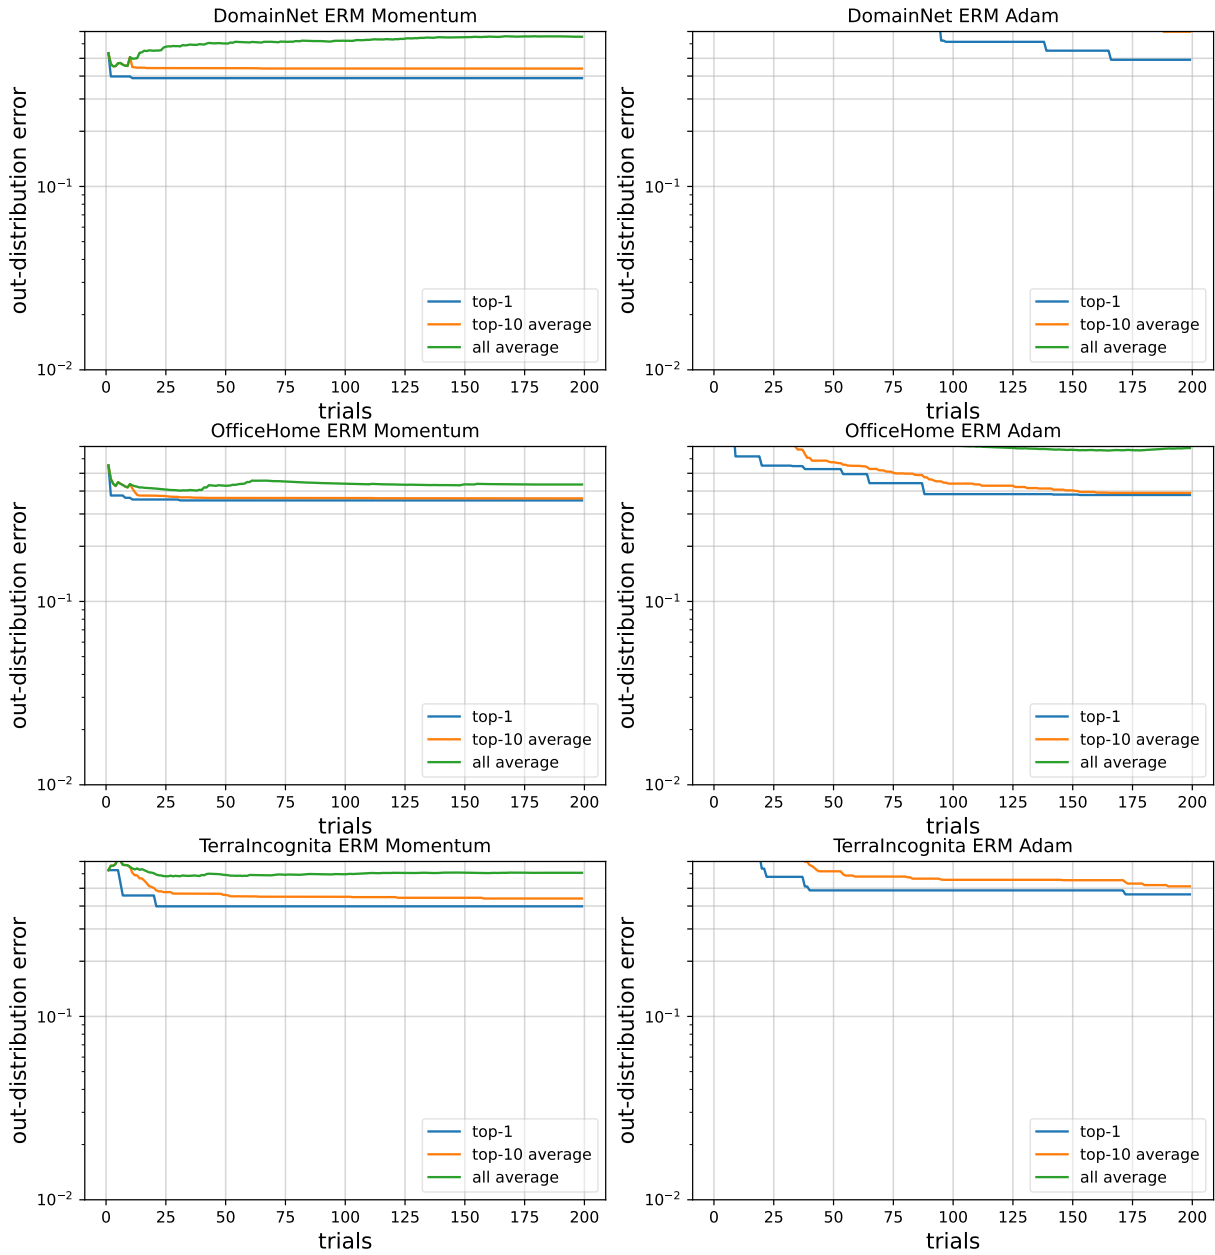 DomainNet ERM Momentum
out-distribution error
10⁻¹
10⁻²
0 25 50 75 100 125 150 175 200
trials
top-1
top-10 average
all average
DomainNet ERM Adam
out-distribution error
10⁻¹
10⁻²
0 25 50 75 100 125 150 175 200
trials
top-1
top-10 average
all average
OfficeHome ERM Momentum
out-distribution error
10⁻¹
10⁻²
0 25 50 75 100 125 150 175 200
trials
top-1
top-10 average
all average
OfficeHome ERM Adam
out-distribution error
10⁻¹
10⁻²
0 25 50 75 100 125 150 175 200
trials
top-1
top-10 average
all average
TerraIncognita ERM Momentum
out-distribution error
10⁻¹
10⁻²
0 25 50 75 100 125 150 175 200
trials
top-1
top-10 average
all average
TerraIncognita ERM Adam
out-distribution error
10⁻¹
10⁻²
0 25 50 75 100 125 150 175 200
trials
top-1
top-10 average
all average